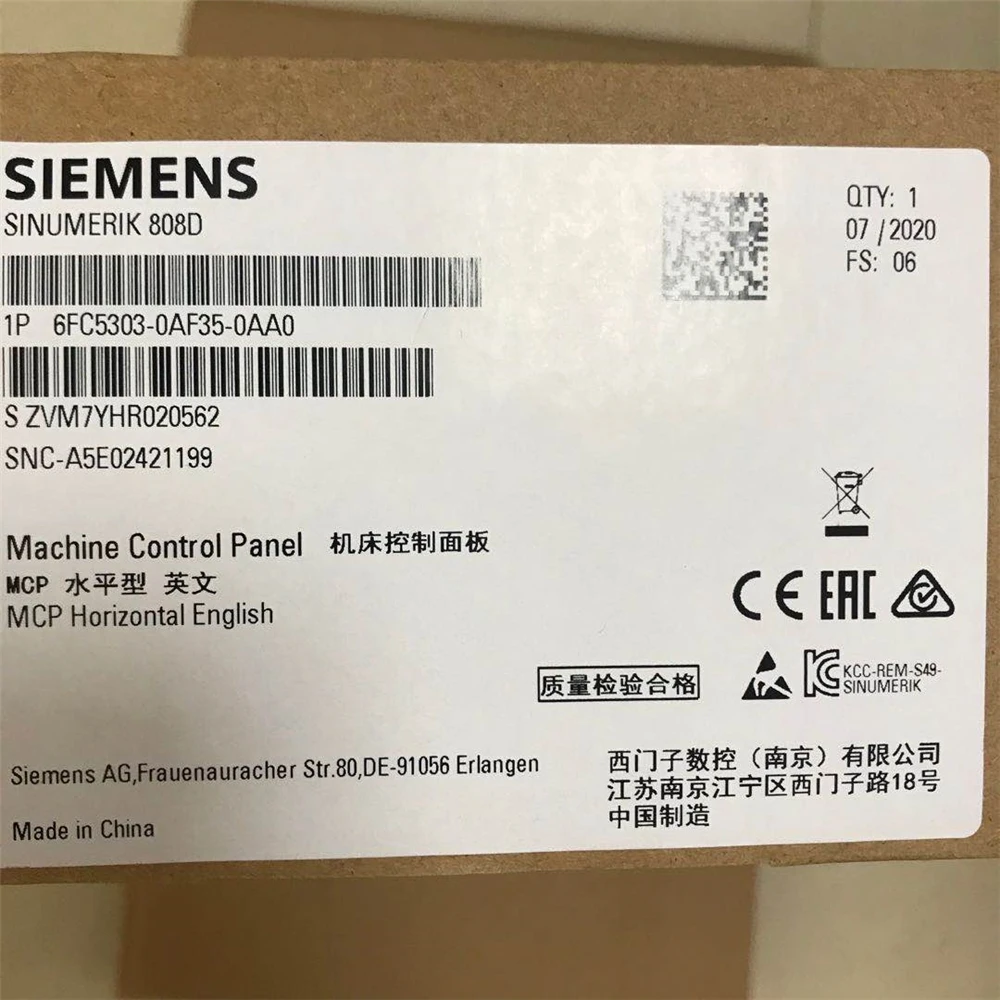 SIEMENS
SINUMERIK 808D
QTY: 1
07 / 2020
FS: 06
1P 6FC5303-0AF35-0AA0
S ZVM7YHR020562
SNC-A5E02421199
Machine Control Panel 机床控制面板
MCP 水平型 英文
MCP Horizontal English
CE EAC
质量检验合格
KCC-REM-S49-
SINUMERIK
Siemens AG,Frauenauracher Str.80,DE-91056 Erlangen
Made in China
西门子数控（南京）有限公司
江苏南京江宁区西门子路18号
中国制造